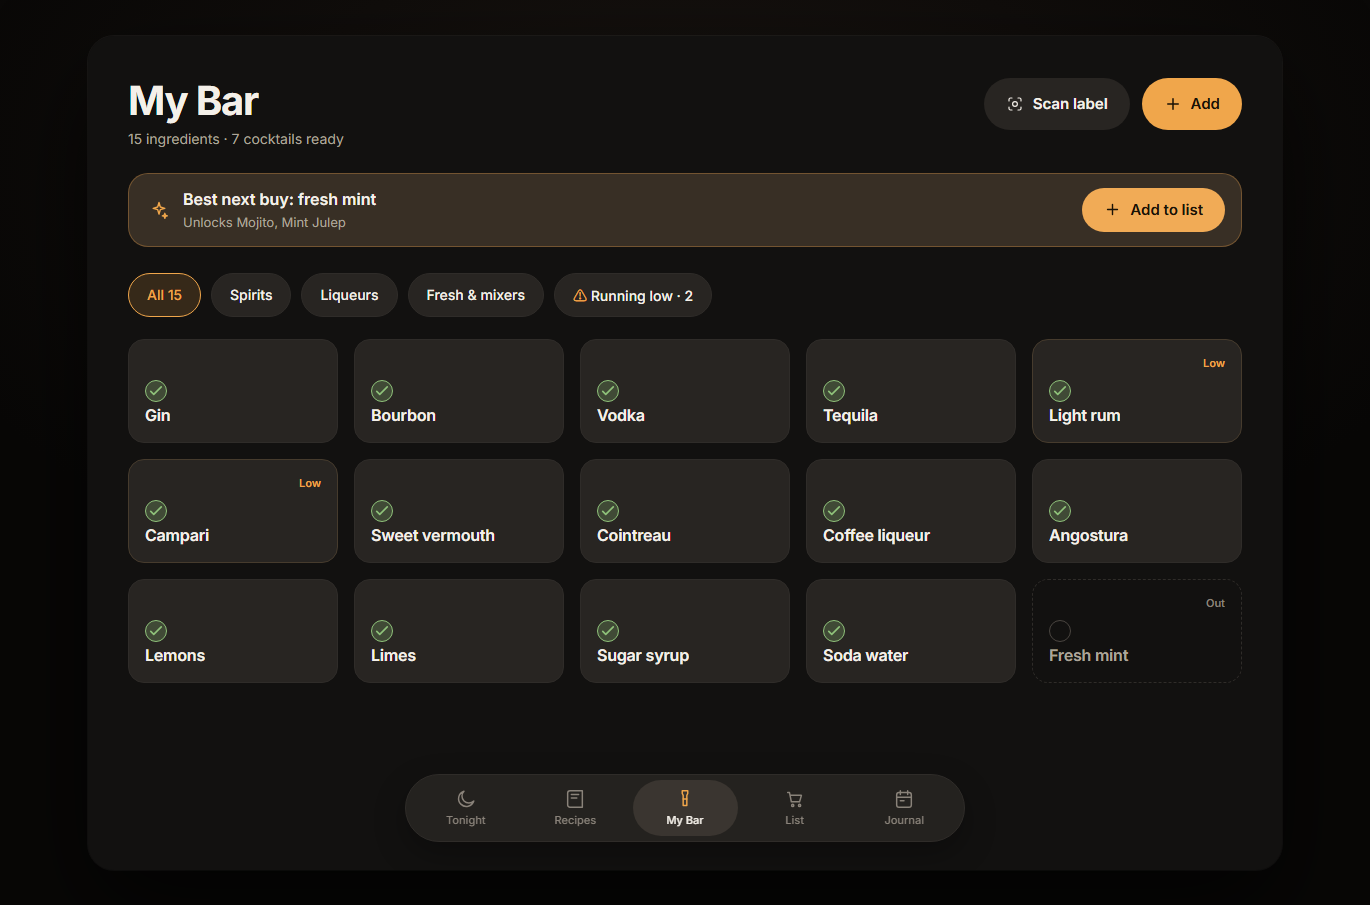 My Bar
15 ingredients · 7 cocktails ready
Scan label
Add
Best next buy: fresh mint
Unlocks Mojito, Mint Julep
Add to list
All 15
Spirits
Liqueurs
Fresh & mixers
Running low · 2
Gin
Bourbon
Vodka
Tequila
Low
Light rum
Low
Campari
Sweet vermouth
Cointreau
Coffee liqueur
Angostura
Lemons
Limes
Sugar syrup
Soda water
Out
Fresh mint
Tonight
Recipes
My Bar
List
Journal